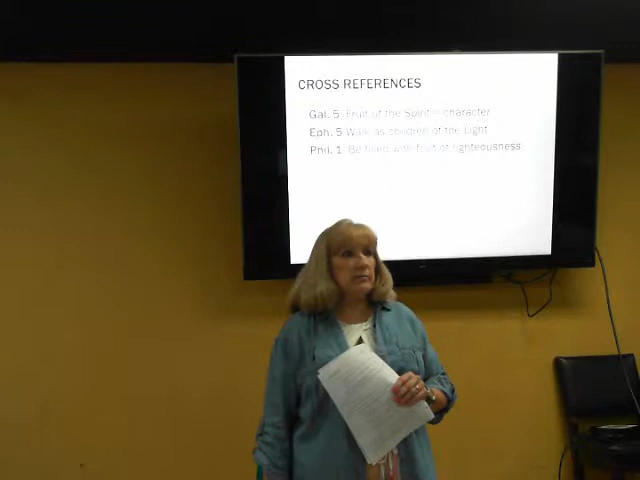 CROSS REFERENCES
Gal. 5 Fruit of the Spirit = character
Eph. 5 Walk as children of the Light
Phil. 1 Be filled with fruit of righteousness